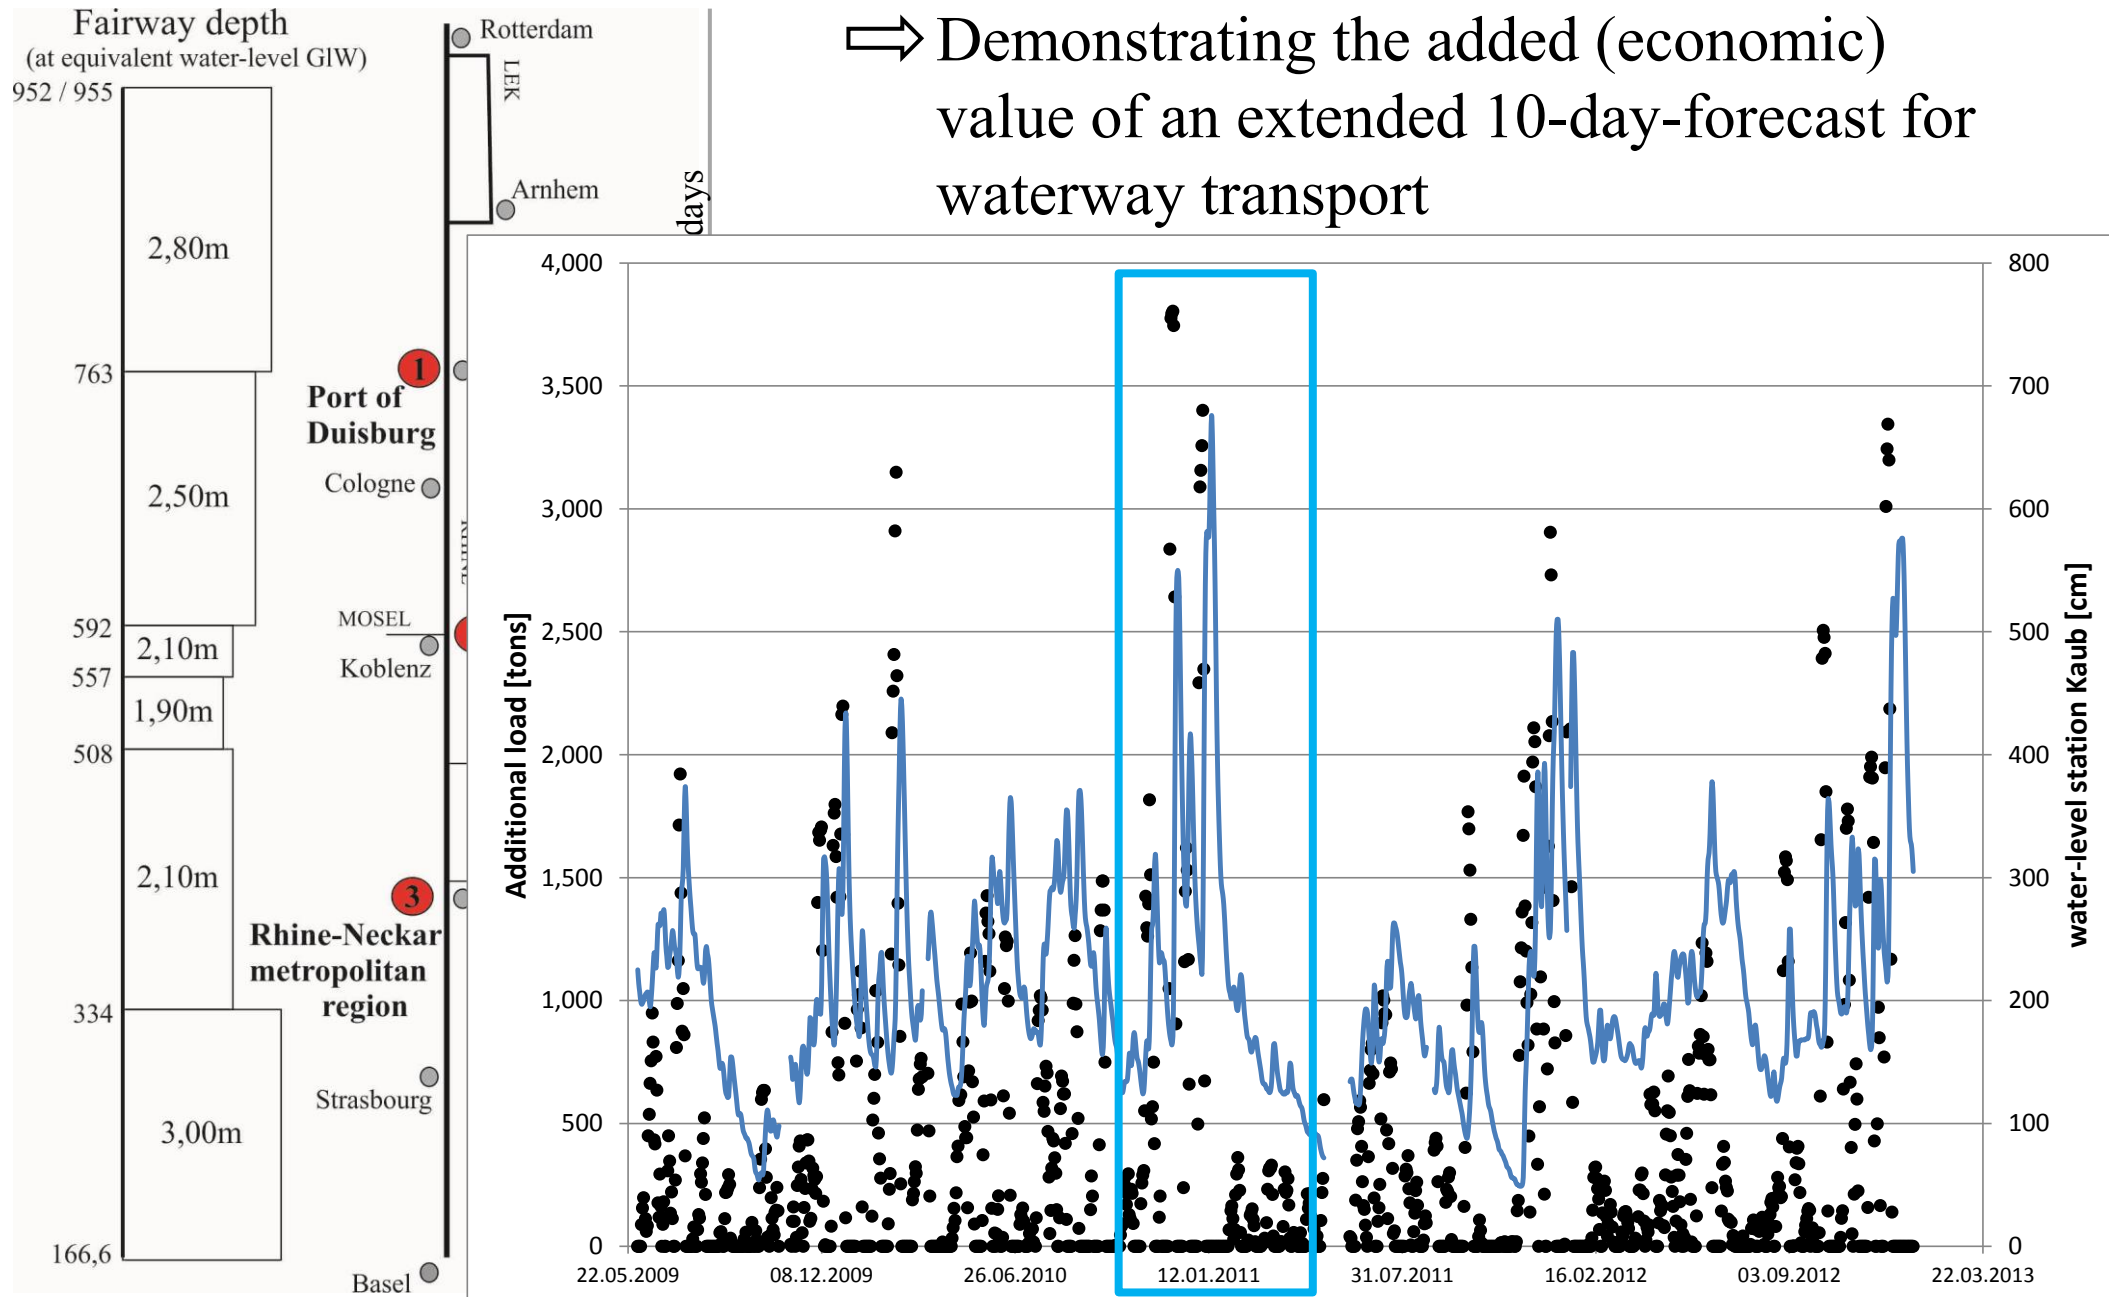 Fairway depth
(at equivalent water-level GlW)
952 / 955
2,80m
763
2,50m
592
2,10m
557
1,90m
508
2,10m
334
3,00m
166,6
Rotterdam
LEK
Arnhem
1
Port of
Duisburg
Cologne
MOSEL
Koblenz
3
Rhine-Neckar
metropolitan
region
Strasbourg
Basel
days
Demonstrating the added (economic)
value of an extended 10-day-forecast for
waterway transport
Additional load [tons]
4,000
3,500
3,000
2,500
2,000
1,500
1,000
500
0
800
700
600
500
400
300
200
100
0
water-level station Kaub [cm]
22.05.2009
08.12.2009
26.06.2010
12.01.2011
31.07.2011
16.02.2012
03.09.2012
22.03.2013